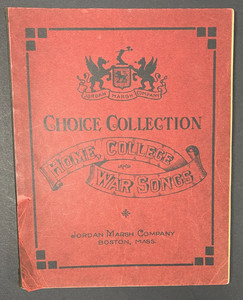 JORDAN MARSH COMPANY
CHOICE COLLECTION
HOME, COLLEGE
AND
WAR SONGS
JORDAN MARSH COMPANY
BOSTON, MASS.